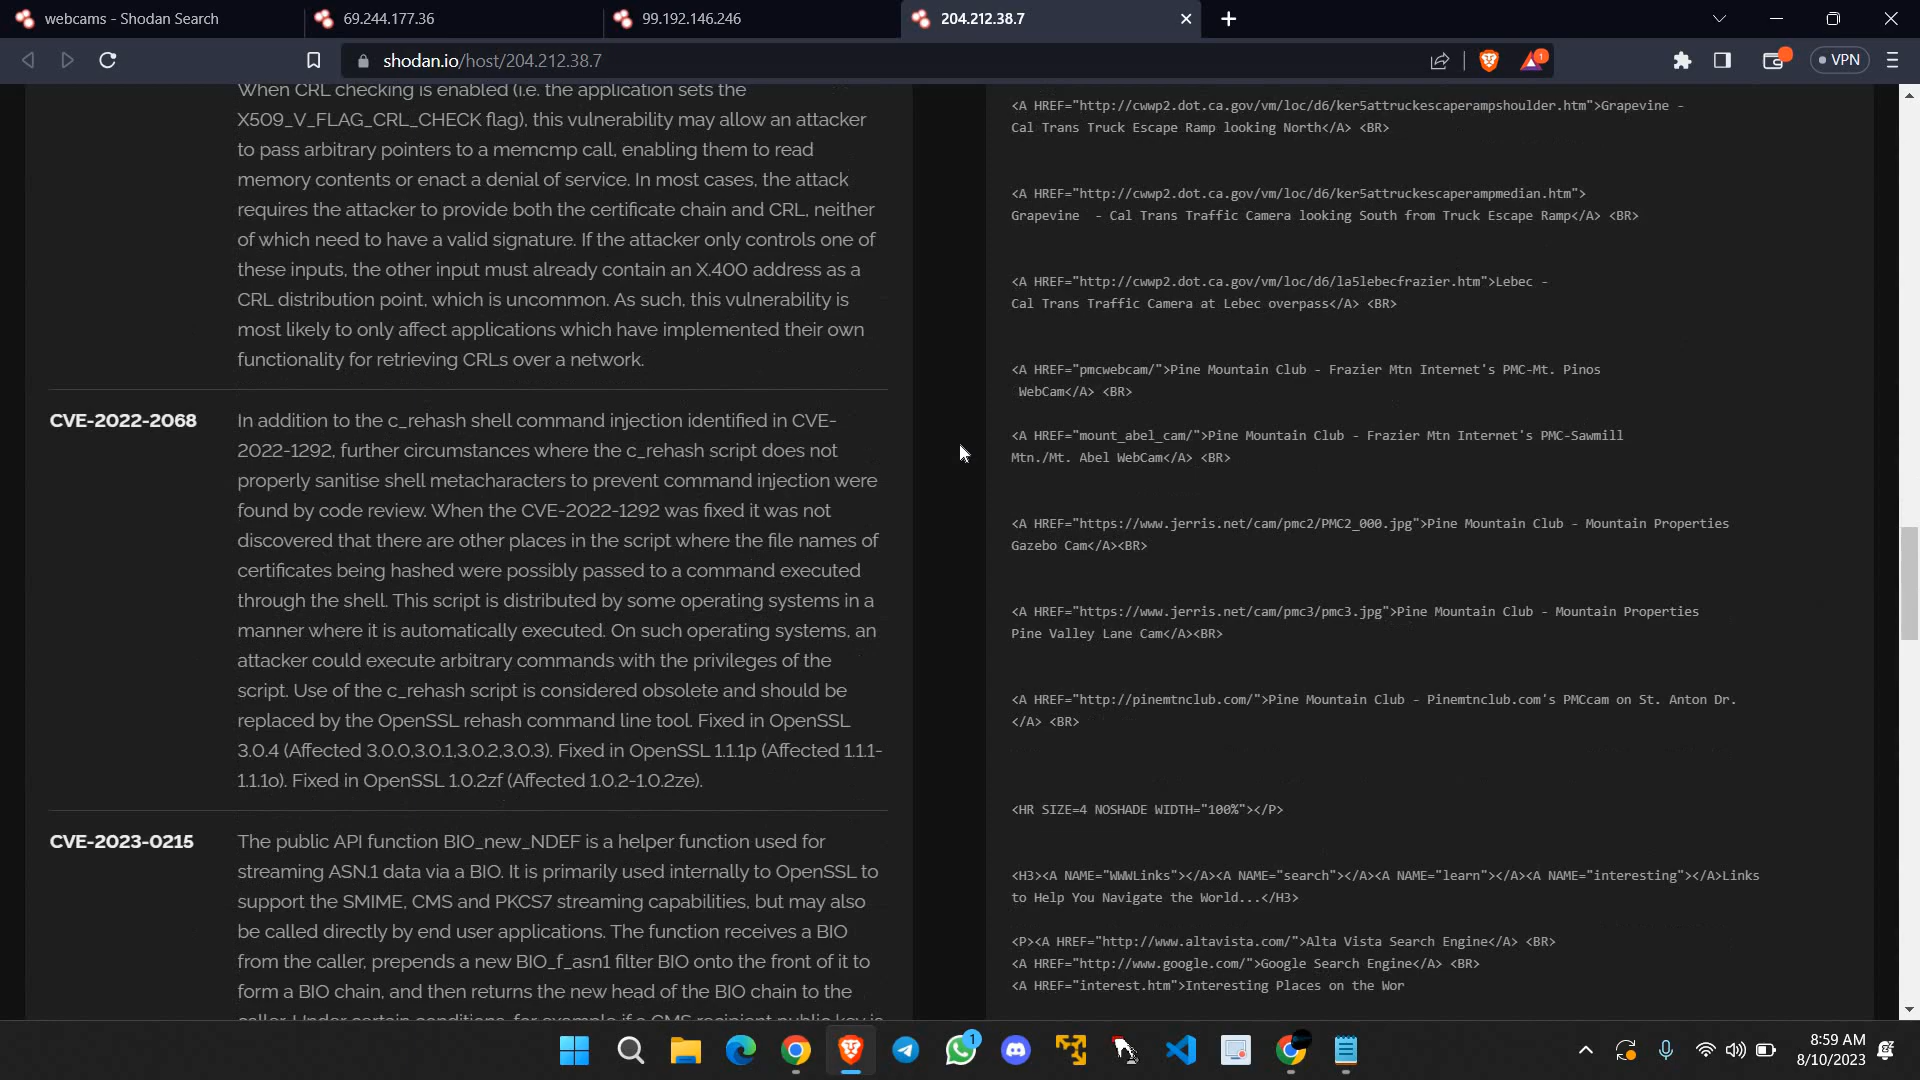 webcams - Shodan Search
69.244.177.36
99.192.146.246
204.212.38.7
shodan.io/host/204.212.38.7
1
VPN
When CRL checking is enabled (i.e. the application sets the
X509_V_FLAG_CRL_CHECK flag), this vulnerability may allow an attacker
to pass arbitrary pointers to a memcmp call, enabling them to read
memory contents or enact a denial of service. In most cases, the attack
requires the attacker to provide both the certificate chain and CRL, neither
of which need to have a valid signature. If the attacker only controls one of
these inputs, the other input must already contain an X.400 address as a
CRL distribution point, which is uncommon. As such, this vulnerability is
most likely to only affect applications which have implemented their own
functionality for retrieving CRLs over a network.
CVE-2022-2068
In addition to the c_rehash shell command injection identified in CVE-
2022-1292, further circumstances where the c_rehash script does not
properly sanitise shell metacharacters to prevent command injection were
found by code review. When the CVE-2022-1292 was fixed it was not
discovered that there are other places in the script where the file names of
certificates being hashed were possibly passed to a command executed
through the shell. This script is distributed by some operating systems in a
manner where it is automatically executed. On such operating systems, an
attacker could execute arbitrary commands with the privileges of the
script. Use of the c_rehash script is considered obsolete and should be
replaced by the OpenSSL rehash command line tool. Fixed in OpenSSL
3.0.4 (Affected 3.0.0,3.0.1,3.0.2,3.0.3). Fixed in OpenSSL 1.1.1p (Affected 1.1.1-
1.1.1o). Fixed in OpenSSL 1.0.2zf (Affected 1.0.2-1.0.2ze).
CVE-2023-0215
The public API function BIO_new_NDEF is a helper function used for
streaming ASN.1 data via a BIO. It is primarily used internally to OpenSSL to
support the SMIME, CMS and PKCS7 streaming capabilities, but may also
be called directly by end user applications. The function receives a BIO
from the caller, prepends a new BIO_f_asn1 filter BIO onto the front of it to
form a BIO chain, and then returns the new head of the BIO chain to the
caller. Under certain conditions, for example if a CMS recipient public key is
<A HREF="http://cwwp2.dot.ca.gov/vm/loc/d6/ker5attruckescaperampshoulder.htm">Grapevine -
Cal Trans Truck Escape Ramp looking North</A> <BR>
<A HREF="http://cwwp2.dot.ca.gov/vm/loc/d6/ker5attruckescaperampmedian.htm">
Grapevine  - Cal Trans Traffic Camera looking South from Truck Escape Ramp</A> <BR>
<A HREF="http://cwwp2.dot.ca.gov/vm/loc/d6/la5lebecfrazier.htm">Lebec -
Cal Trans Traffic Camera at Lebec overpass</A> <BR>
<A HREF="pmcwebcam/">Pine Mountain Club - Frazier Mtn Internet's PMC-Mt. Pinos
WebCam</A> <BR>
<A HREF="mount_abel_cam/">Pine Mountain Club - Frazier Mtn Internet's PMC-Sawmill
Mtn./Mt. Abel WebCam</A> <BR>
<A HREF="https://www.jerris.net/cam/pmc2/PMC2_000.jpg">Pine Mountain Club - Mountain Properties
Gazebo Cam</A><BR>
<A HREF="https://www.jerris.net/cam/pmc3/pmc3.jpg">Pine Mountain Club - Mountain Properties
Pine Valley Lane Cam</A><BR>
<A HREF="http://pinemtnclub.com/">Pine Mountain Club - Pinemtnclub.com's PMCcam on St. Anton Dr.
</A> <BR>
<HR SIZE=4 NOSHADE WIDTH="100%"></P>
<H3><A NAME="WWWLinks"></A><A NAME="search"></A><A NAME="learn"></A><A NAME="interesting"></A>Links
to Help You Navigate the World...</H3>
<P><A HREF="http://www.altavista.com/">Alta Vista Search Engine</A> <BR>
<A HREF="http://www.google.com/">Google Search Engine</A> <BR>
<A HREF="interest.htm">Interesting Places on the Wor
1
8:59 AM
8/10/2023